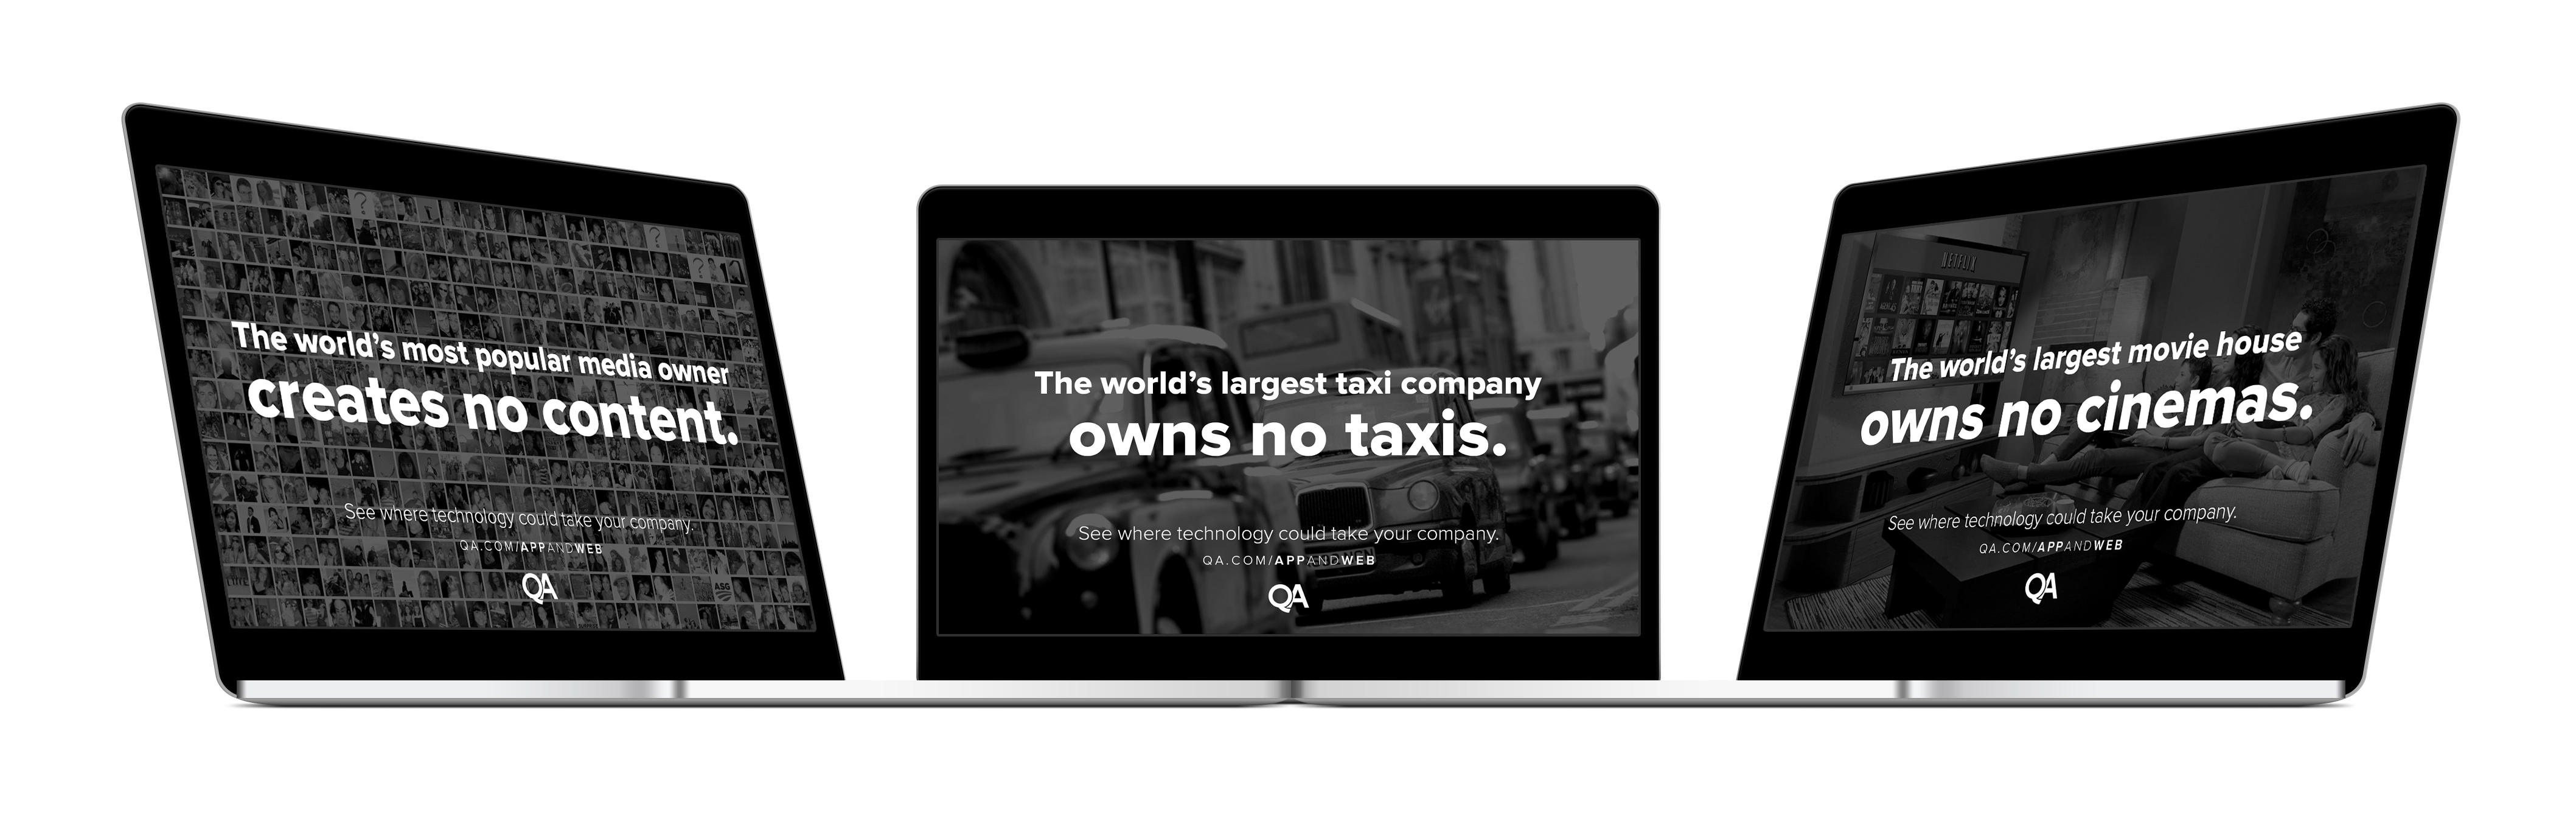 The world's most popular media owner
creates no content.
See where technology could take your company.
QA.COM/APPANDWEB
QA
The world's largest taxi company
owns no taxis.
See where technology could take your company.
QA.COM/APPANDWEB
QA
NETFLIX
The world's largest movie house
owns no cinemas.
See where technology could take your company.
QA.COM/APPANDWEB
QA